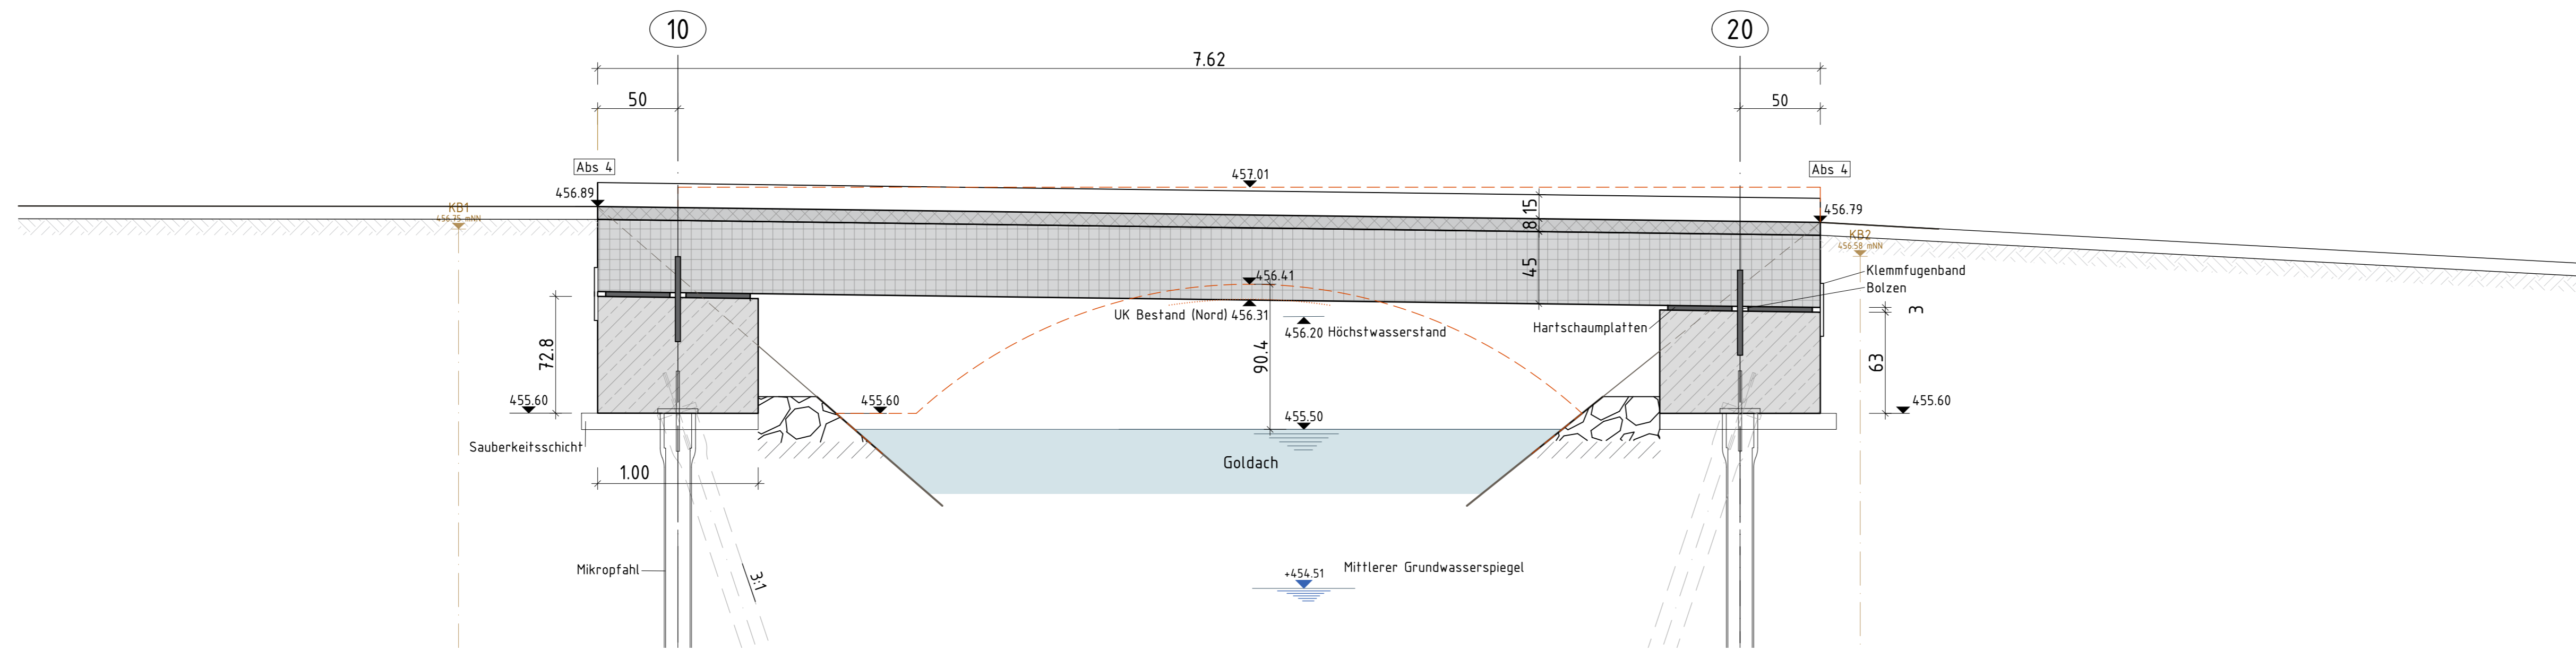 10
20
7.62
50
50
Abs 4
Abs 4
457.01
456.89
456.79
KB1
456.75 mNN
KB2
456.58 mNN
15
8
45
456.41
UK Bestand (Nord) 456.31
456.20 Höchstwasserstand
Klemmfugenband
Bolzen
Hartschaumplatten
3
72.8
90.4
63
455.60
455.60
455.50
455.60
Sauberkeitsschicht
Goldach
1.00
Mikropfahl
3:1
+454.51
Mittlerer Grundwasserspiegel